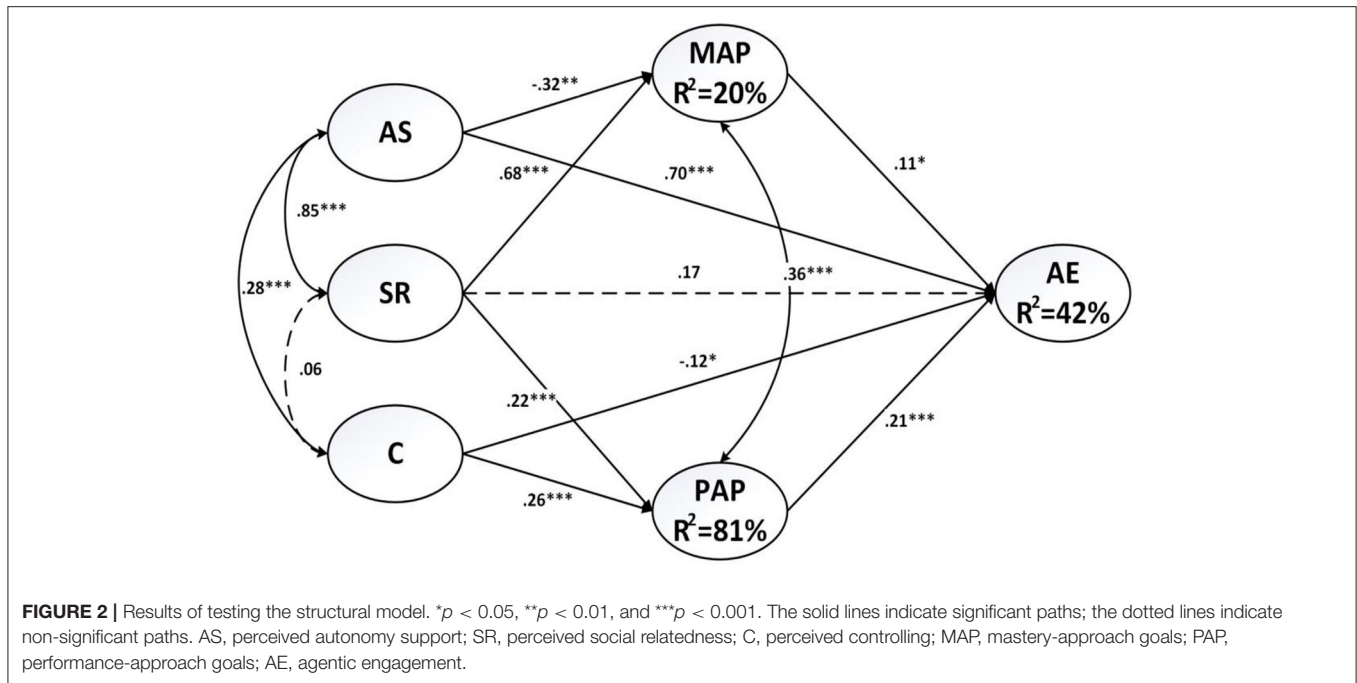 MAP
R²=20%
-.32**
AS
.68***
.70***
.11*
.85***
.28***
SR
.17
.36***
AE
R²=42%
.06
-.12*
.22***
.21***
C
.26***
PAP
R²=81%
FIGURE 2 | Results of testing the structural model. *p < 0.05, **p < 0.01, and ***p < 0.001. The solid lines indicate significant paths; the dotted lines indicate
non-significant paths. AS, perceived autonomy support; SR, perceived social relatedness; C, perceived controlling; MAP, mastery-approach goals; PAP,
performance-approach goals; AE, agentic engagement.